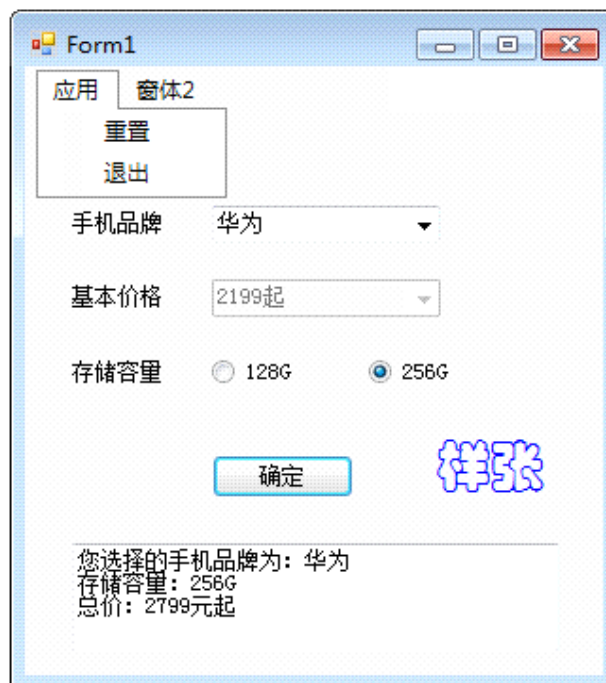 Form1
应用 窗体2
重置
退出
手机品牌 华为
基本价格 2199起
存储容量 128G 256G
确定 样张
您选择的手机品牌为：华为
存储容量：256G
总价：2799元起